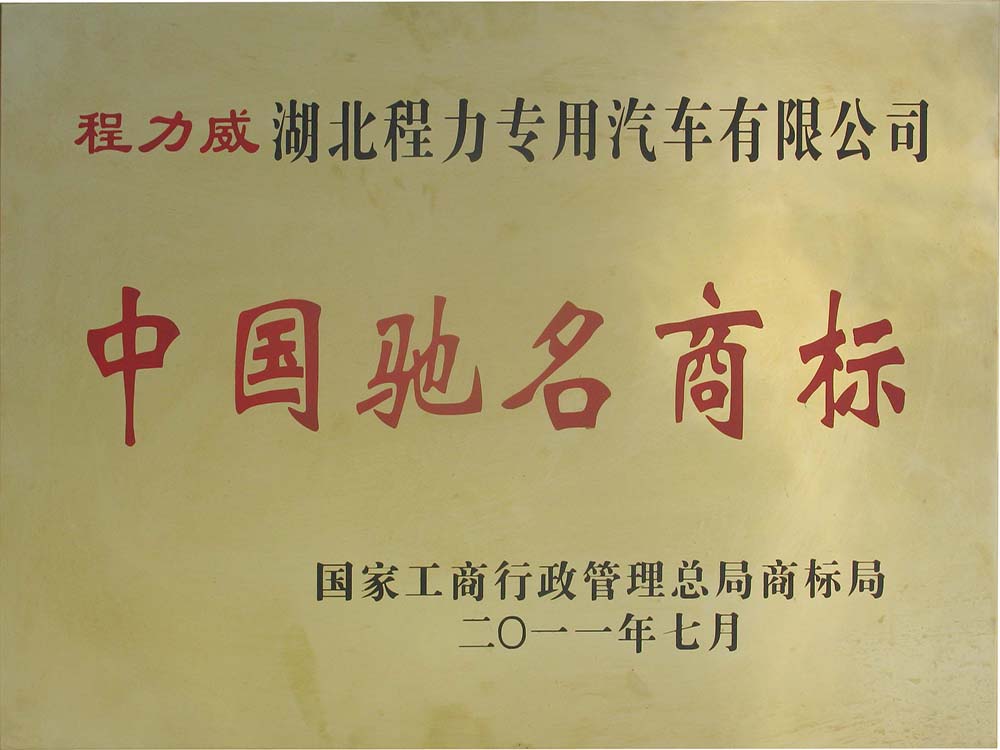 程力威 湖北程力专用汽车有限公司
中国驰名商标
国家工商行政管理总局商标局
二〇一一年七月